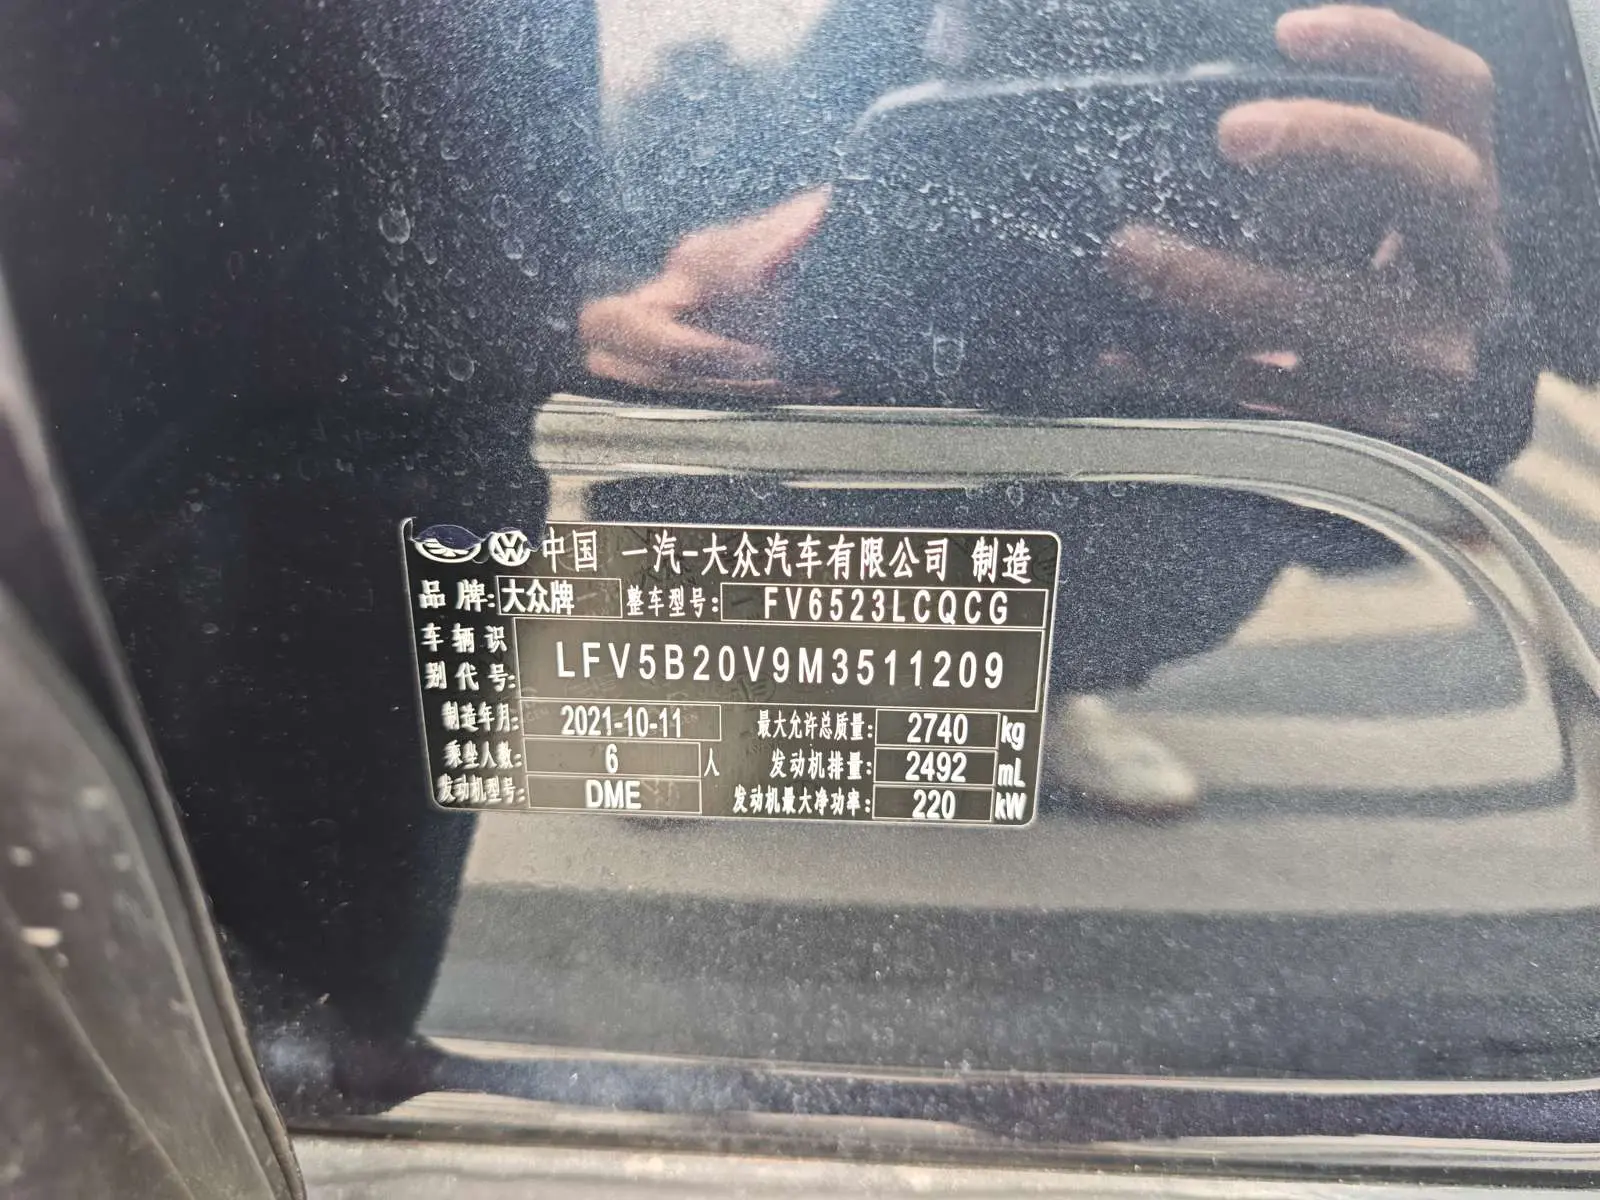 中国 一汽-大众汽车有限公司 制造
品牌: 大众牌 整车型号: FV6523LCQCG
车辆识别代号: LFV5B20V9M3511209
制造年月: 2021-10-11 最大允许总质量: 2740 kg
乘坐人数: 6 人 发动机排量: 2492 mL
发动机型号: DME 发动机最大净功率: 220 kW